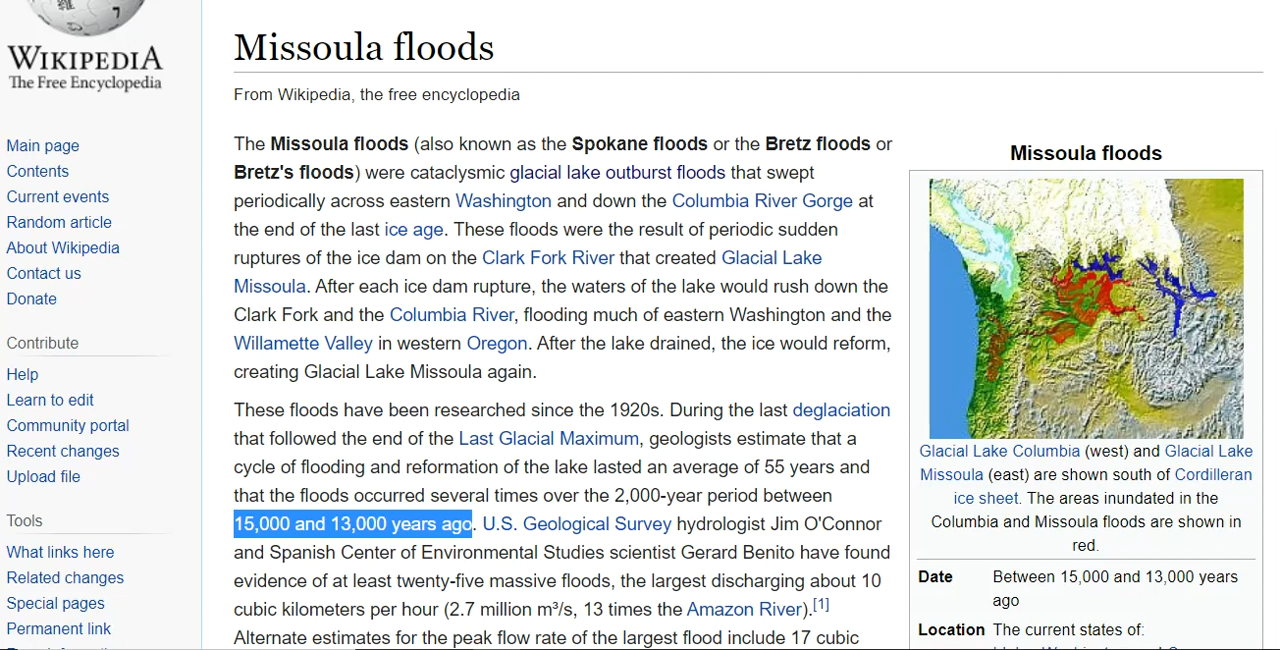 WIKIPEDIA
The Free Encyclopedia
Main page
Contents
Current events
Random article
About Wikipedia
Contact us
Donate
Contribute
Help
Learn to edit
Community portal
Recent changes
Upload file
Tools
What links here
Related changes
Special pages
Permanent link
Missoula floods
From Wikipedia, the free encyclopedia
The Missoula floods (also known as the Spokane floods or the Bretz floods or
Bretz's floods) were cataclysmic glacial lake outburst floods that swept
periodically across eastern Washington and down the Columbia River Gorge at
the end of the last ice age. These floods were the result of periodic sudden
ruptures of the ice dam on the Clark Fork River that created Glacial Lake
Missoula. After each ice dam rupture, the waters of the lake would rush down the
Clark Fork and the Columbia River, flooding much of eastern Washington and the
Willamette Valley in western Oregon. After the lake drained, the ice would reform,
creating Glacial Lake Missoula again.
These floods have been researched since the 1920s. During the last deglaciation
that followed the end of the Last Glacial Maximum, geologists estimate that a
cycle of flooding and reformation of the lake lasted an average of 55 years and
that the floods occurred several times over the 2,000-year period between
15,000 and 13,000 years ago. U.S. Geological Survey hydrologist Jim O'Connor
and Spanish Center of Environmental Studies scientist Gerard Benito have found
evidence of at least twenty-five massive floods, the largest discharging about 10
cubic kilometers per hour (2.7 million m³/s, 13 times the Amazon River).[1]
Alternate estimates for the peak flow rate of the largest flood include 17 cubic
Missoula floods
Glacial Lake Columbia (west) and Glacial Lake
Missoula (east) are shown south of Cordilleran
ice sheet. The areas inundated in the
Columbia and Missoula floods are shown in
red.
Date Between 15,000 and 13,000 years
ago
Location The current states of: